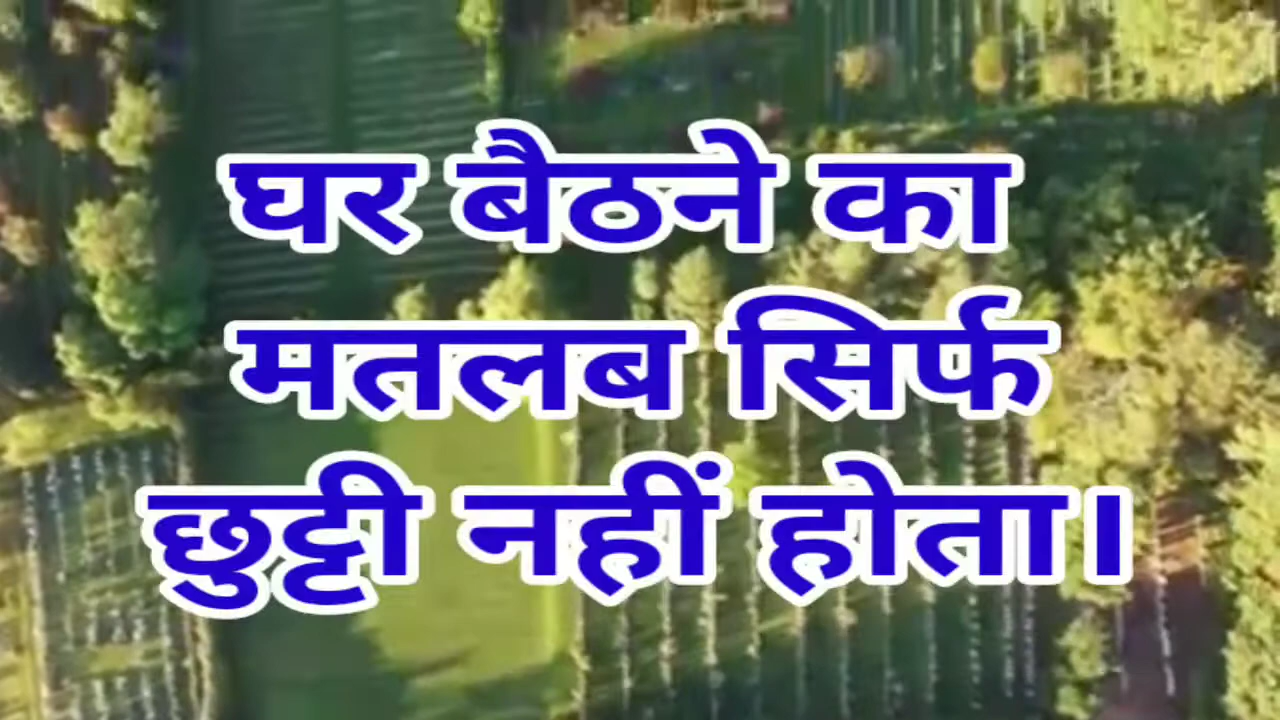 घर बैठने का
मतलब सिर्फ
छुट्टी नहीं होता।